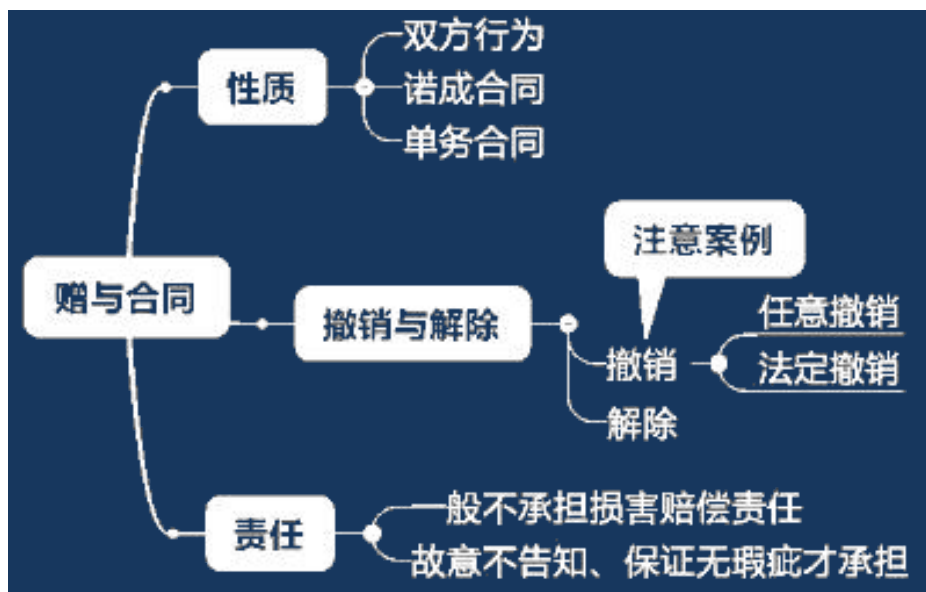 双方行为
性质
诺成合同
单务合同
注意案例
赠与合同
撤销与解除
任意撤销
撤销
法定撤销
解除
责任
一般不承担损害赔偿责任
故意不告知、保证无瑕疵才承担